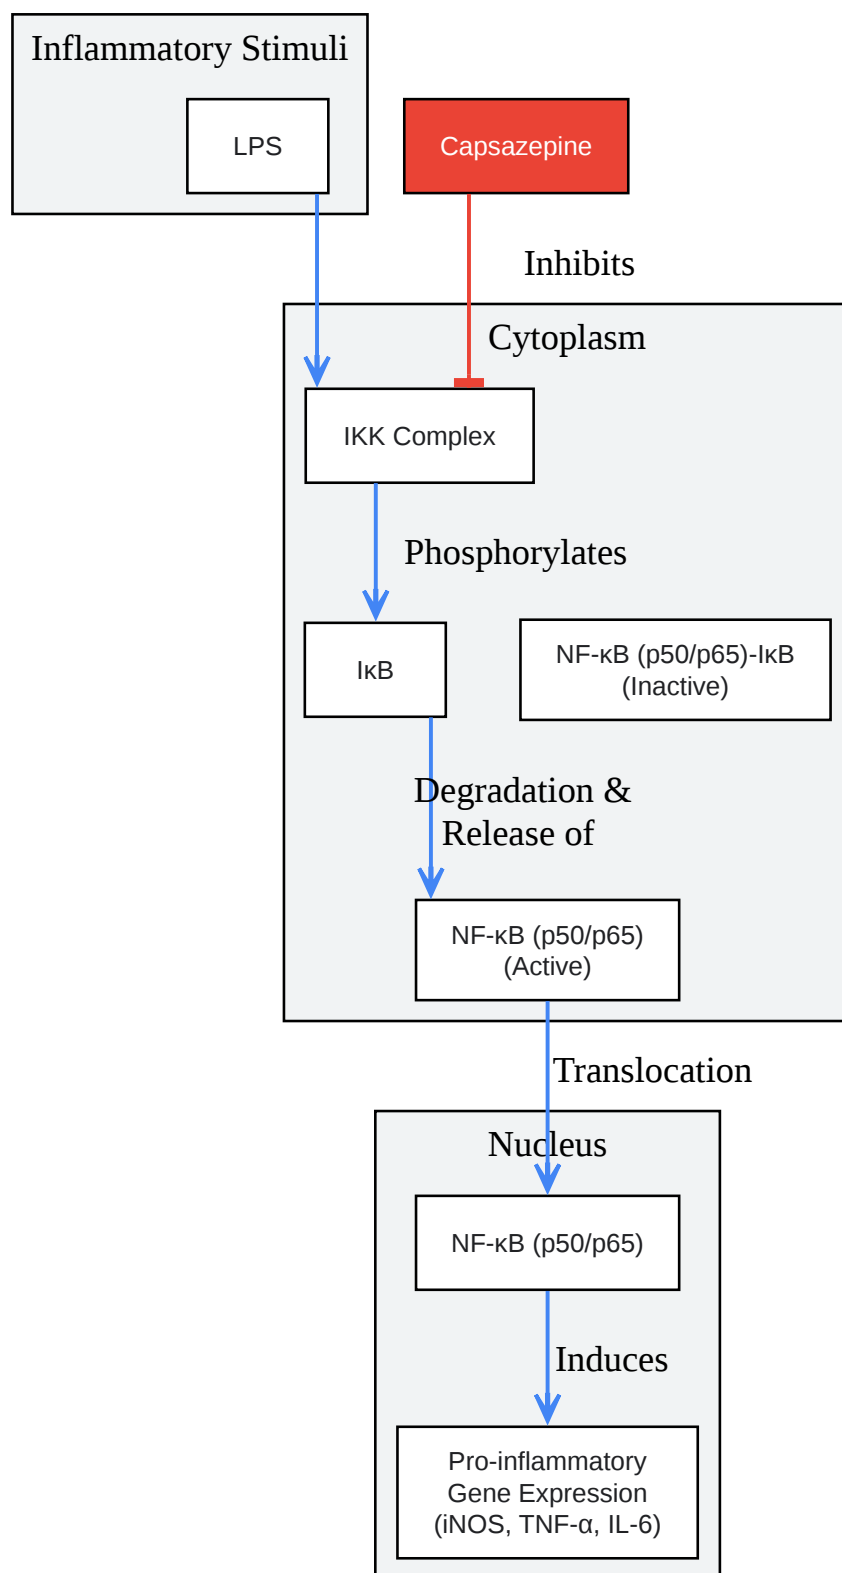 Inflammatory Stimuli
LPS
Capsazepine
Inhibits
Cytoplasm
IKK Complex
Phosphorylates
IκB
NF-κB (p50/p65)-IκB
(Inactive)
Degradation &
Release of
NF-κB (p50/p65)
(Active)
Translocation
Nucleus
NF-κB (p50/p65)
Induces
Pro-inflammatory
Gene Expression
(iNOS, TNF-α, IL-6)